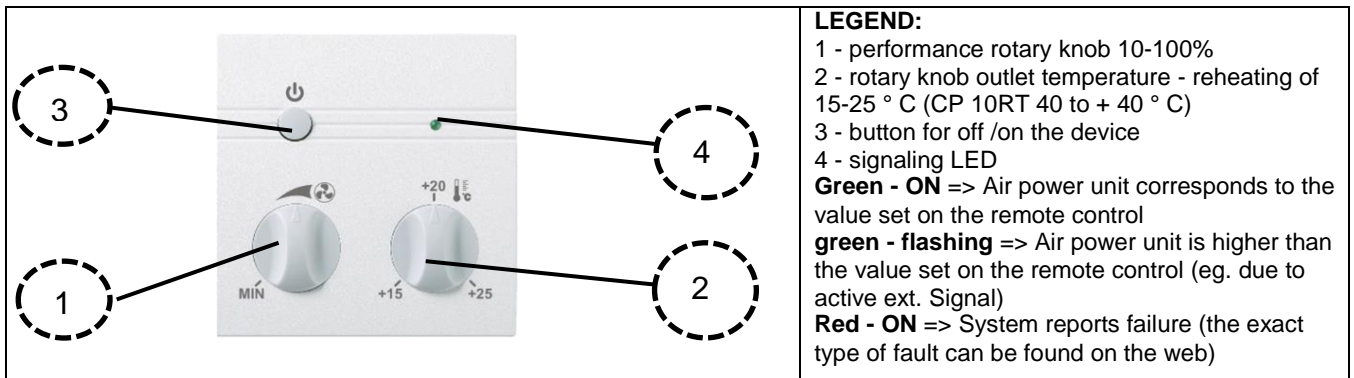 3
4
+20
°C
MIN
+15
+25
1
2
LEGEND:
1 - performance rotary knob 10-100%
2 - rotary knob outlet temperature - reheating of
15-25 ° C (CP 10RT 40 to + 40 ° C)
3 - button for off /on the device
4 - signaling LED
Green - ON => Air power unit corresponds to the
value set on the remote control
green - flashing => Air power unit is higher than
the value set on the remote control (eg. due to
active ext. Signal)
Red - ON => System reports failure (the exact
type of fault can be found on the web)